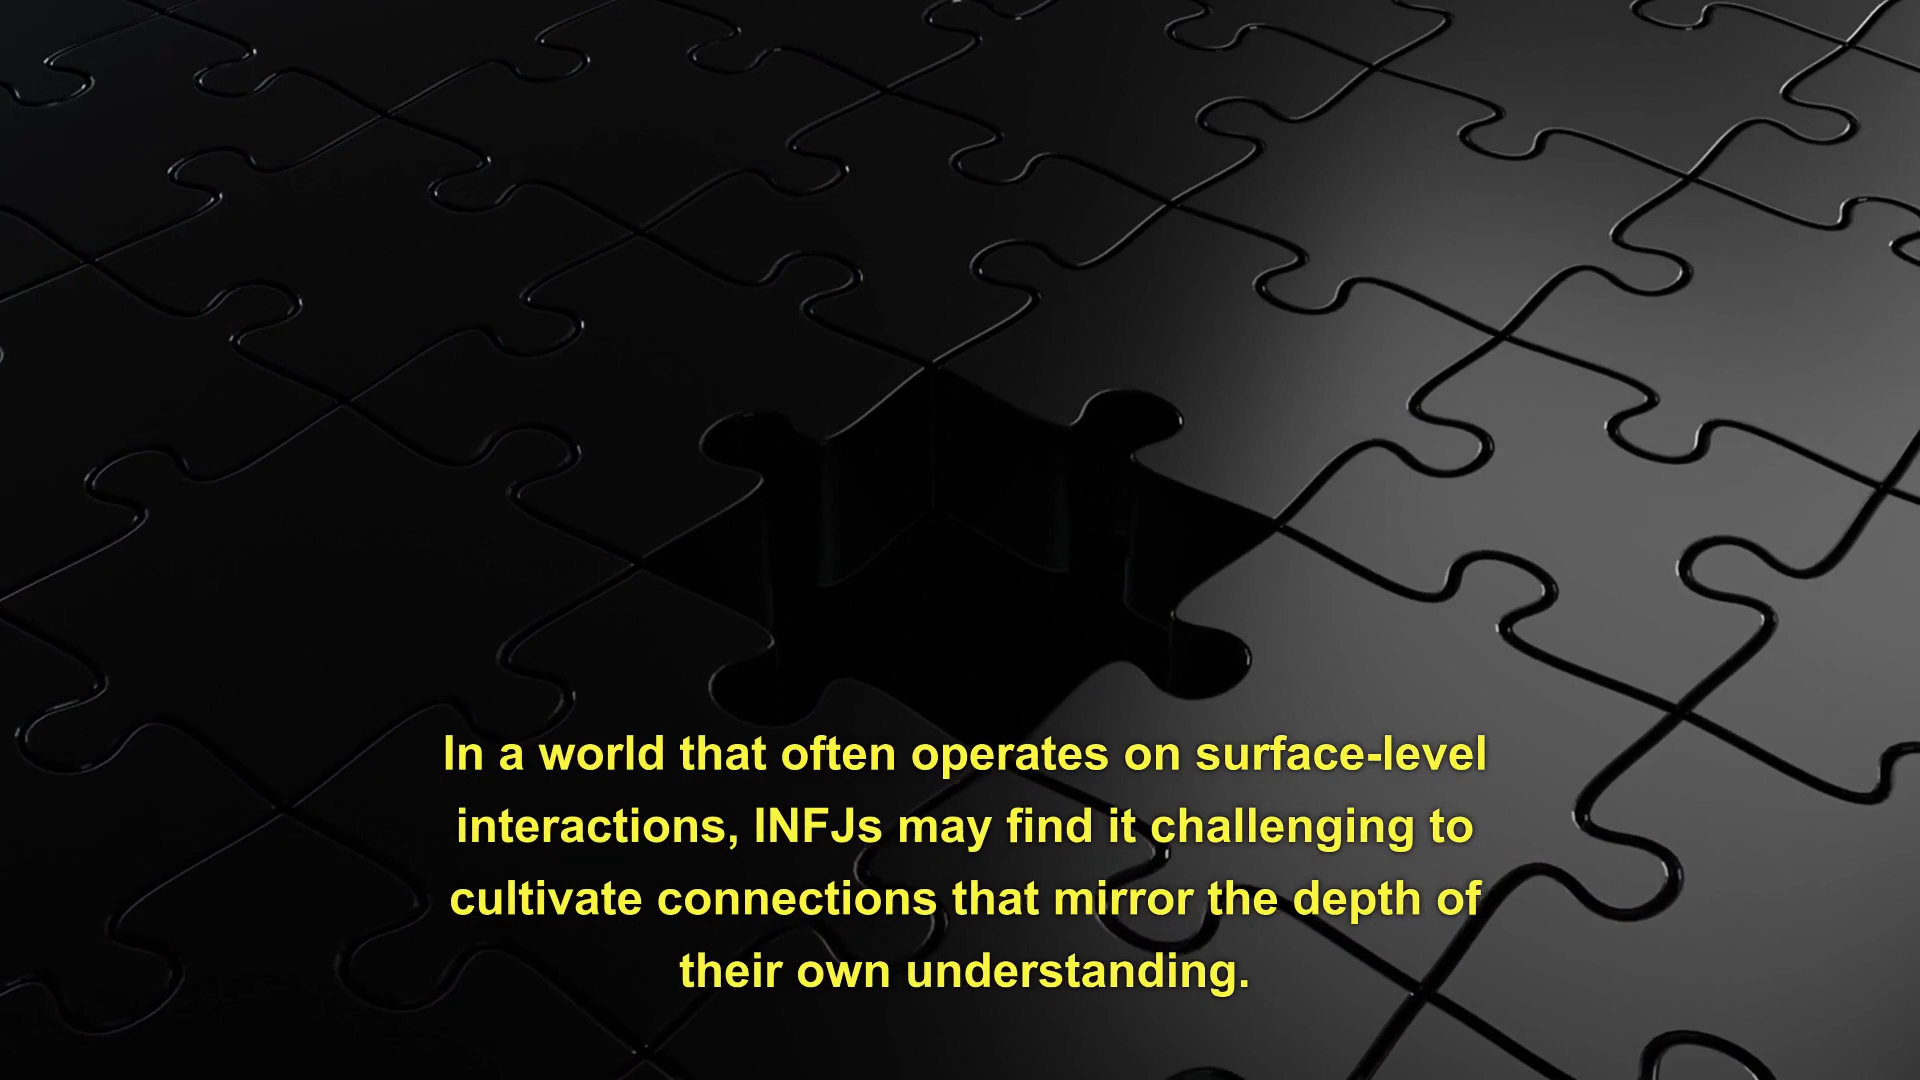 In a world that often operates on surface-level
interactions, INFJs may find it challenging to
cultivate connections that mirror the depth of
their own understanding.